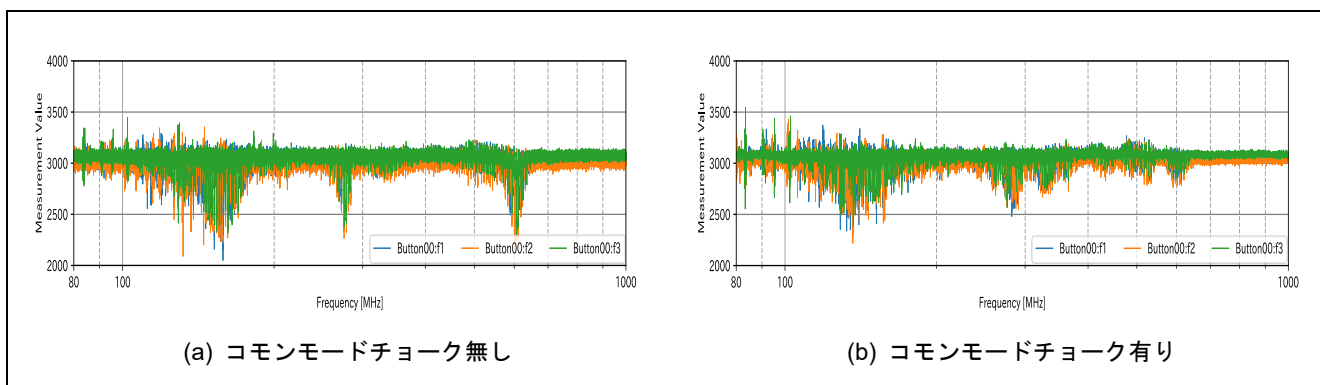 4000
3500
3000
2500
2000
Measurement Value
Button00:f1 Button00:f2 Button00:f3
80 100 1000
Frequency [MHz]
(a) コモンモードチョーク無し
4000
3500
3000
2500
2000
Measurement Value
Button00:f1 Button00:f2 Button00:f3
80 100 1000
Frequency [MHz]
(b) コモンモードチョーク有り